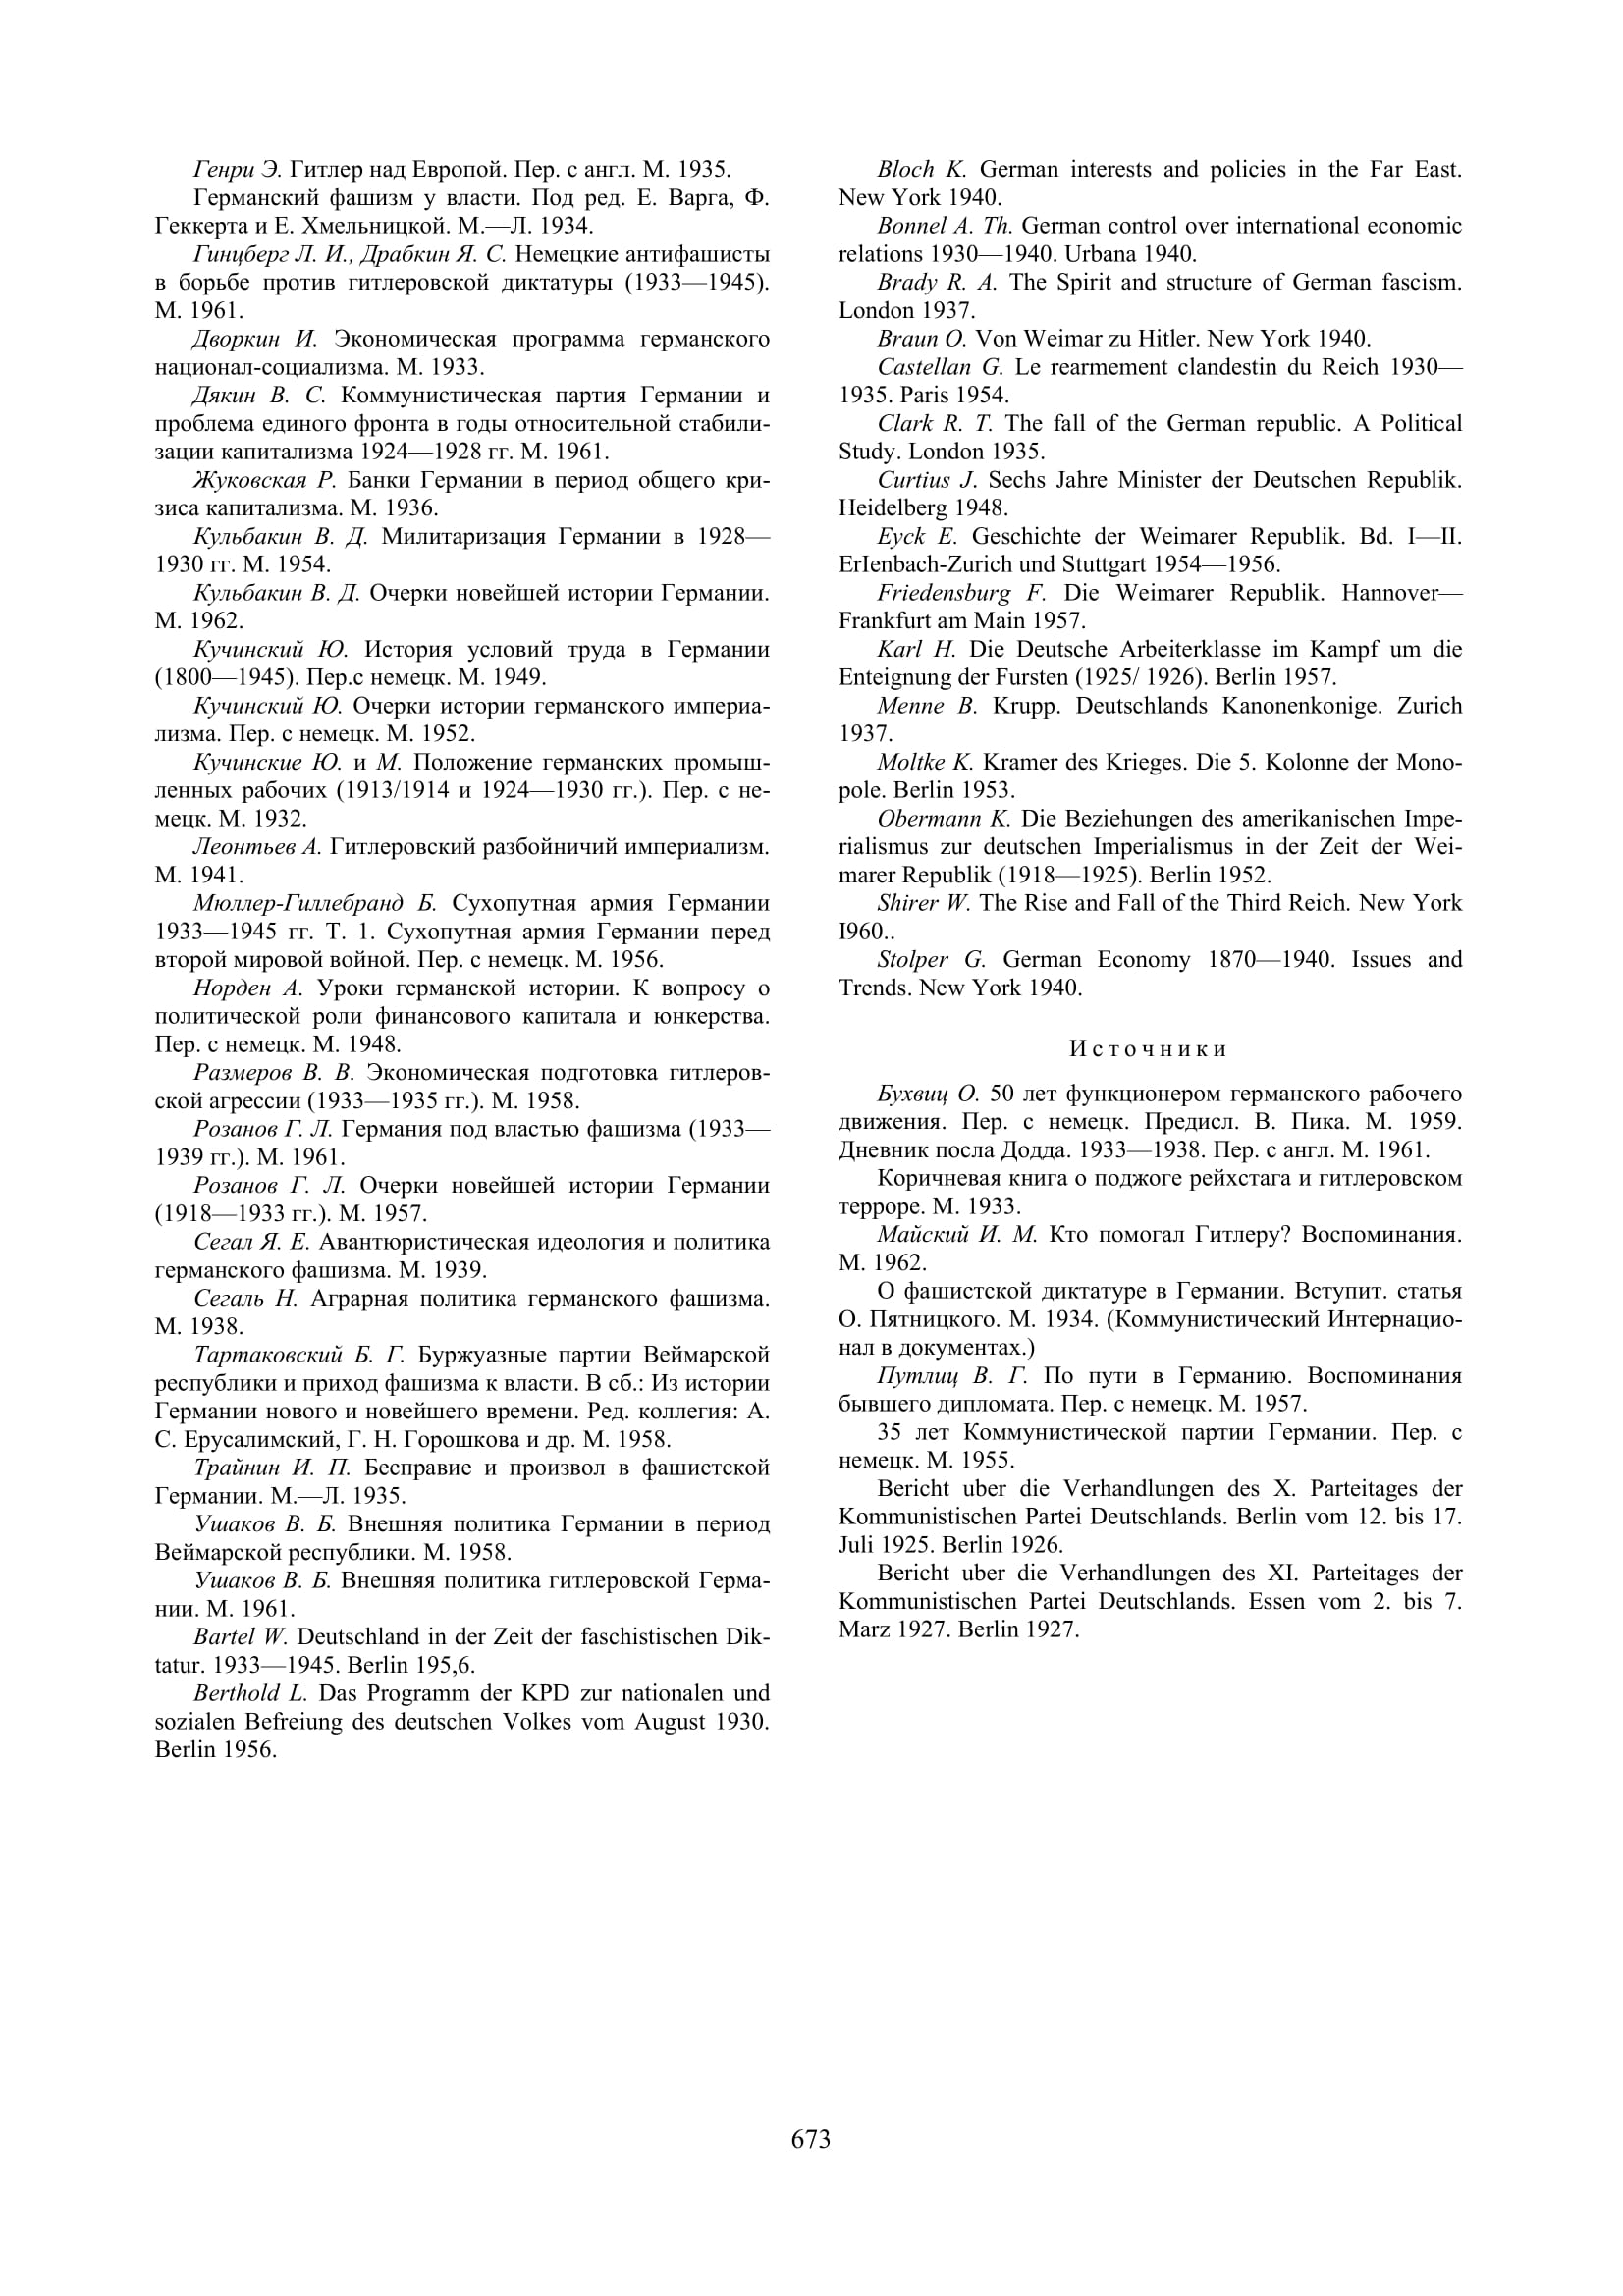 Генри Э. Гитлер над Европой. Пер. с англ. М. 1935.
Германский фашизм у власти. Под ред. Е. Варга, Ф.
Геккерта и Е. Хмельницкой. М.—Л. 1934.
Гинцберг Л. И., Драбкин Я. С. Немецкие антифашисты
в борьбе против гитлеровской диктатуры (1933—1945).
М. 1961.
Дворкин И. Экономическая программа германского
национал-социализма. М. 1933.
Дякин В. С. Коммунистическая партия Германии и
проблема единого фронта в годы относительной стабили-
зации капитализма 1924—1928 гг. М. 1961.
Жуковская Р. Банки Германии в период общего кри-
зиса капитализма. М. 1936.
Кульбакин В. Д. Милитаризация Германии в 1928—
1930 гг. М. 1954.
Кульбакин В. Д. Очерки новейшей истории Германии.
М. 1962.
Кучинский Ю. История условий труда в Германии
(1800—1945). Пер.с немецк. М. 1949.
Кучинский Ю. Очерки истории германского империа-
лизма. Пер. с немецк. М. 1952.
Кучинские Ю. и М. Положение германских промыш-
ленных рабочих (1913/1914 и 1924—1930 гг.). Пер. с не-
мецк. М. 1932.
Леонтьев А. Гитлеровский разбойничий империализм.
М. 1941.
Мюллер-Гиллебранд Б. Сухопутная армия Германии
1933—1945 гг. Т. 1. Сухопутная армия Германии перед
второй мировой войной. Пер. с немецк. М. 1956.
Норден А. Уроки германской истории. К вопросу о
политической роли финансового капитала и юнкерства.
Пер. с немецк. М. 1948.
Размеров В. В. Экономическая подготовка гитлеров-
ской агрессии (1933—1935 гг.). М. 1958.
Розанов Г. Л. Германия под властью фашизма (1933—
1939 гг.). М. 1961.
Розанов Г. Л. Очерки новейшей истории Германии
(1918—1933 гг.). М. 1957.
Сегал Я. Е. Авантюристическая идеология и политика
германского фашизма. М. 1939.
Сегаль Н. Аграрная политика германского фашизма.
М. 1938.
Тартаковский Б. Г. Буржуазные партии Веймарской
республики и приход фашизма к власти. В сб.: Из истории
Германии нового и новейшего времени. Ред. коллегия: А.
С. Ерусалимский, Г. Н. Горошкова и др. М. 1958.
Трайнин И. П. Бесправие и произвол в фашистской
Германии. М.—Л. 1935.
Ушаков В. Б. Внешняя политика Германии в период
Веймарской республики. М. 1958.
Ушаков В. Б. Внешняя политика гитлеровской Герма-
нии. М. 1961.
Bartel W. Deutschland in der Zeit der faschistischen Dik-
tatur. 1933—1945. Berlin 195,6.
Berthold L. Das Programm der KPD zur nationalen und
sozialen Befreiung des deutschen Volkes vom August 1930.
Berlin 1956.
Bloch K. German interests and policies in the Far East.
New York 1940.
Bonnel A. Th. German control over international economic
relations 1930—1940. Urbana 1940.
Brady R. A. The Spirit and structure of German fascism.
London 1937.
Braun O. Von Weimar zu Hitler. New York 1940.
Castellan G. Le rearmement clandestin du Reich 1930—
1935. Paris 1954.
Clark R. T. The fall of the German republic. A Political
Study. London 1935.
Curtius J. Sechs Jahre Minister der Deutschen Republik.
Heidelberg 1948.
Eyck E. Geschichte der Weimarer Republik. Bd. I—II.
ErIenbach-Zurich und Stuttgart 1954—1956.
Friedensburg F. Die Weimarer Republik. Hannover—
Frankfurt am Main 1957.
Karl H. Die Deutsche Arbeiterklasse im Kampf um die
Enteignung der Fursten (1925/ 1926). Berlin 1957.
Menne B. Krupp. Deutschlands Kanonenkonige. Zurich
1937.
Moltke K. Kramer des Krieges. Die 5. Kolonne der Mono-
pole. Berlin 1953.
Obermann K. Die Beziehungen des amerikanischen Impe-
rialismus zur deutschen Imperialismus in der Zeit der Wei-
marer Republik (1918—1925). Berlin 1952.
Shirer W. The Rise and Fall of the Third Reich. New York
I960..
Stolper G. German Economy 1870—1940. Issues and
Trends. New York 1940.
Источники
Бухвиц О. 50 лет функционером германского рабочего
движения. Пер. с немецк. Предисл. В. Пика. М. 1959.
Дневник посла Додда. 1933—1938. Пер. с англ. М. 1961.
Коричневая книга о поджоге рейхстага и гитлеровском
терроре. М. 1933.
Майский И. М. Кто помогал Гитлеру? Воспоминания.
М. 1962.
О фашистской диктатуре в Германии. Вступит. статья
О. Пятницкого. М. 1934. (Коммунистический Интернацио-
нал в документах.)
Путлиц В. Г. По пути в Германию. Воспоминания
бывшего дипломата. Пер. с немецк. М. 1957.
35 лет Коммунистической партии Германии. Пер. с
немецк. М. 1955.
Bericht uber die Verhandlungen des X. Parteitages der
Kommunistischen Partei Deutschlands. Berlin vom 12. bis 17.
Juli 1925. Berlin 1926.
Bericht uber die Verhandlungen des XI. Parteitages der
Kommunistischen Partei Deutschlands. Essen vom 2. bis 7.
Marz 1927. Berlin 1927.
673